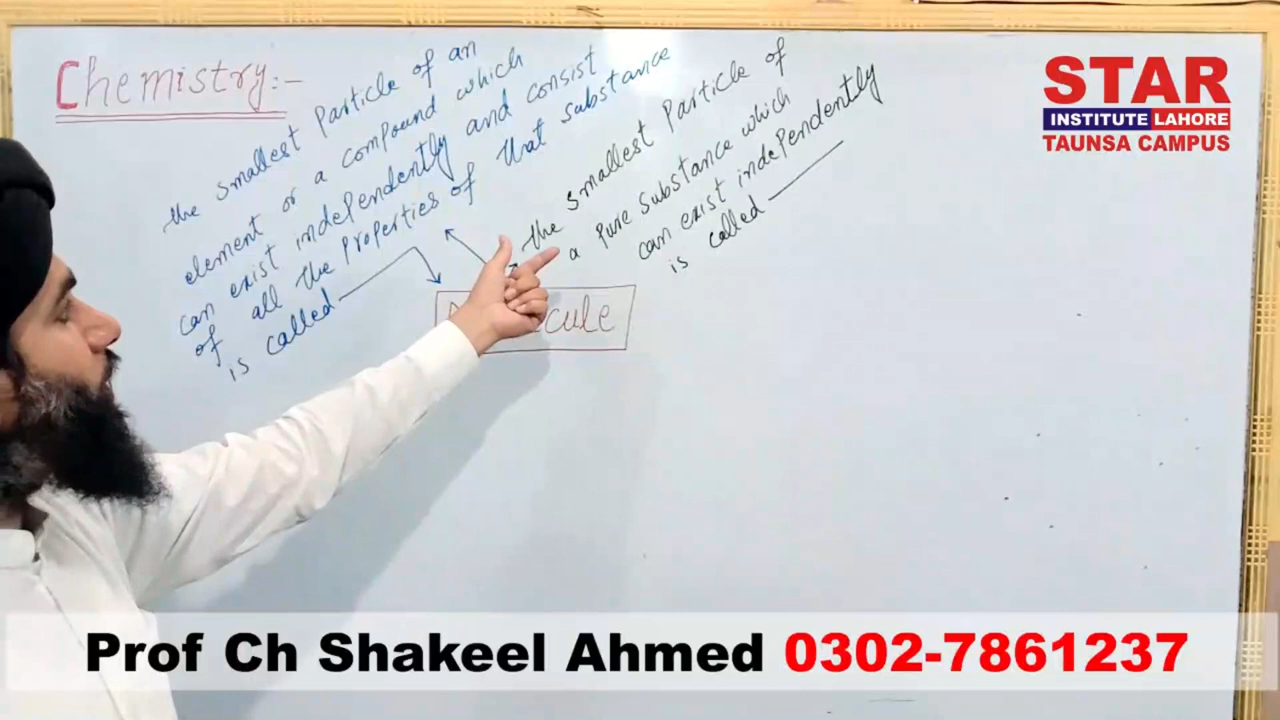 Chemistry:-
the smallest Particle of an
element or a compound which
can exist independently and consist
of all the Properties of that substance
is called
the smallest Particle of
a Pure Substance which
can exist independently
is called
cule
STAR
INSTITUTE LAHORE
TAUNSA CAMPUS
Prof Ch Shakeel Ahmed 0302-7861237